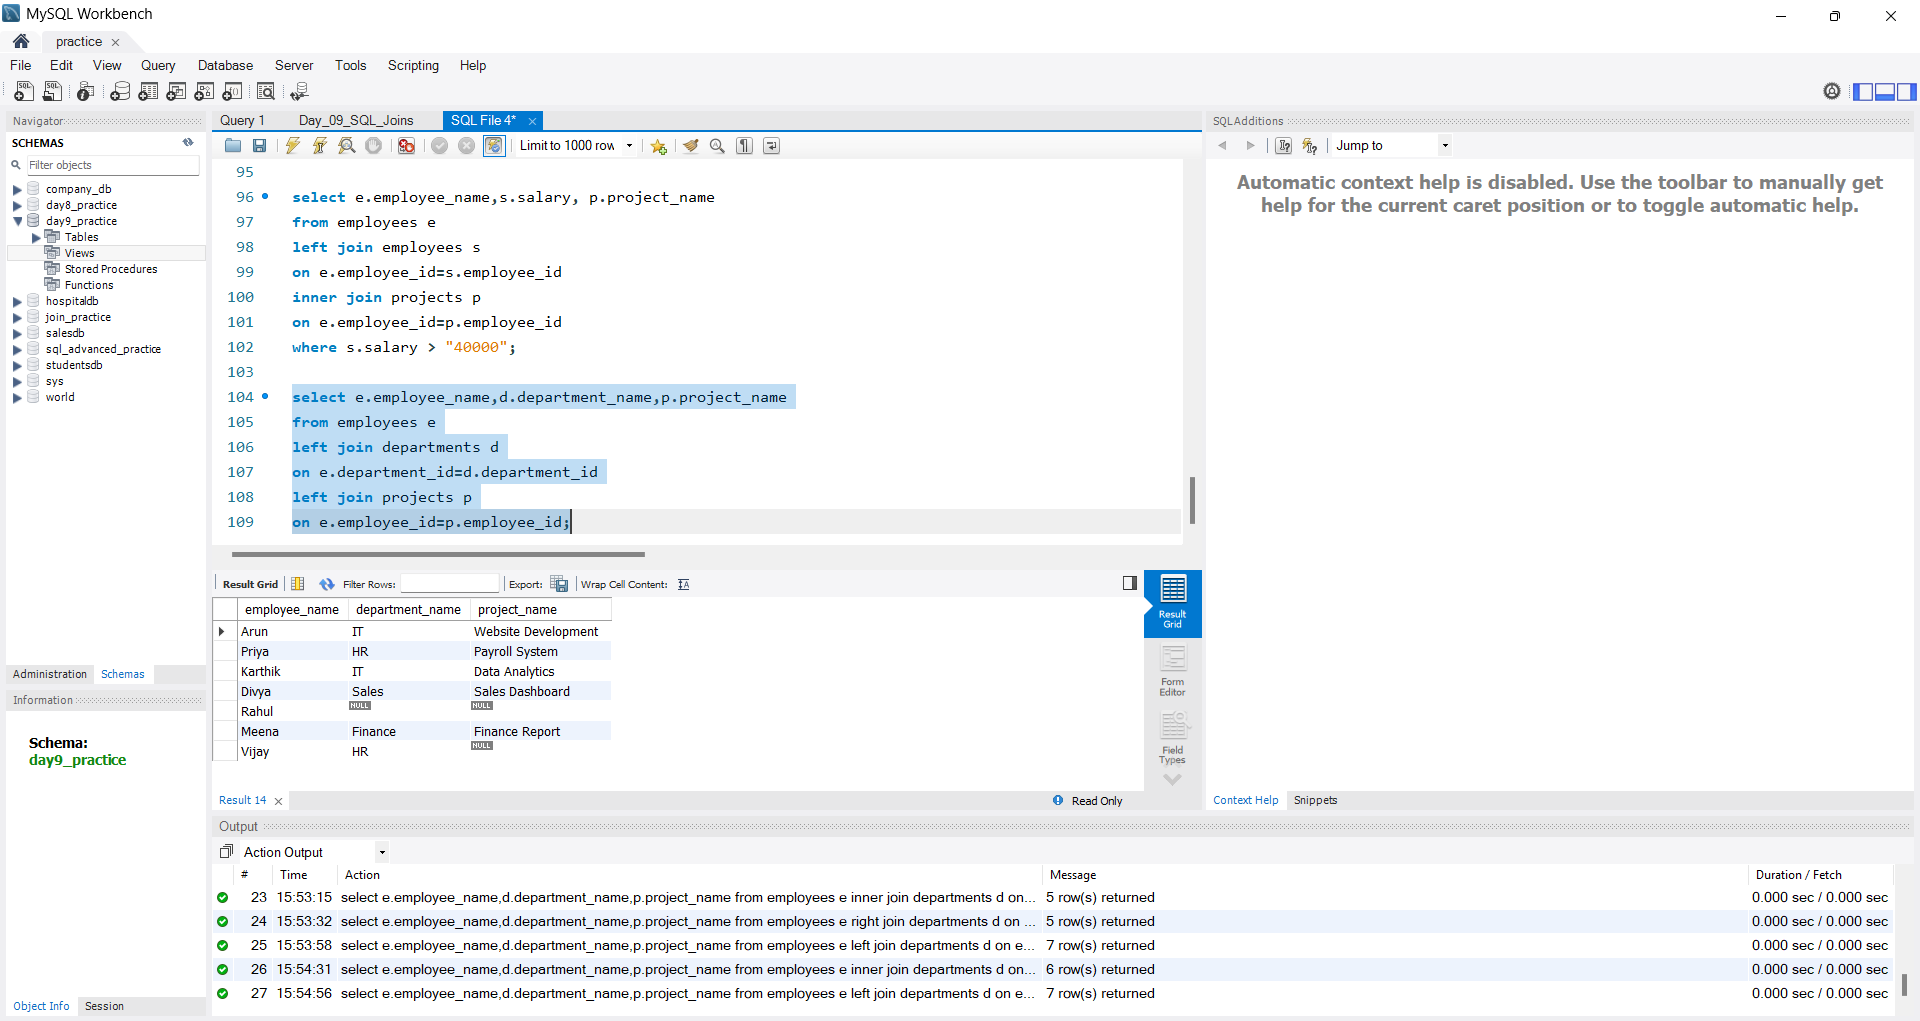 MySQL Workbench
practice
File Edit View Query Database Server Tools Scripting Help
Navigator
SCHEMAS
Filter objects
company_db
day8_practice
day9_practice
Tables
Views
Stored Procedures
Functions
hospitaldb
join_practice
salesdb
sql_advanced_practice
studentsdb
sys
world
Administration Schemas
Information
Schema:
day9_practice
Object Info Session
Query 1 Day_09_SQL_Joins SQL File 4*
Limit to 1000 row
95
96 select e.employee_name,s.salary, p.project_name
97 from employees e
98 left join employees s
99 on e.employee_id=s.employee_id
100 inner join projects p
101 on e.employee_id=p.employee_id
102 where s.salary > "40000";
103
104 select e.employee_name,d.department_name,p.project_name
105 from employees e
106 left join departments d
107 on e.department_id=d.department_id
108 left join projects p
109 on e.employee_id=p.employee_id;
Result Grid Filter Rows: Export: Wrap Cell Content:
employee_name department_name project_name
Arun IT Website Development
Priya HR Payroll System
Karthik IT Data Analytics
Divya Sales Sales Dashboard
Rahul NULL NULL
Meena Finance Finance Report
Vijay HR NULL
Result Grid
Form Editor
Field Types
Result 14 Read Only
SQLAdditions
Jump to
Automatic context help is disabled. Use the toolbar to manually get
help for the current caret position or to toggle automatic help.
Context Help Snippets
Output
Action Output
# Time Action Message Duration / Fetch
23 15:53:15 select e.employee_name,d.department_name,p.project_name from employees e inner join departments d on... 5 row(s) returned 0.000 sec / 0.000 sec
24 15:53:32 select e.employee_name,d.department_name,p.project_name from employees e right join departments d on ... 5 row(s) returned 0.000 sec / 0.000 sec
25 15:53:58 select e.employee_name,d.department_name,p.project_name from employees e left join departments d on e... 7 row(s) returned 0.000 sec / 0.000 sec
26 15:54:31 select e.employee_name,d.department_name,p.project_name from employees e inner join departments d on... 6 row(s) returned 0.000 sec / 0.000 sec
27 15:54:56 select e.employee_name,d.department_name,p.project_name from employees e left join departments d on e... 7 row(s) returned 0.000 sec / 0.000 sec